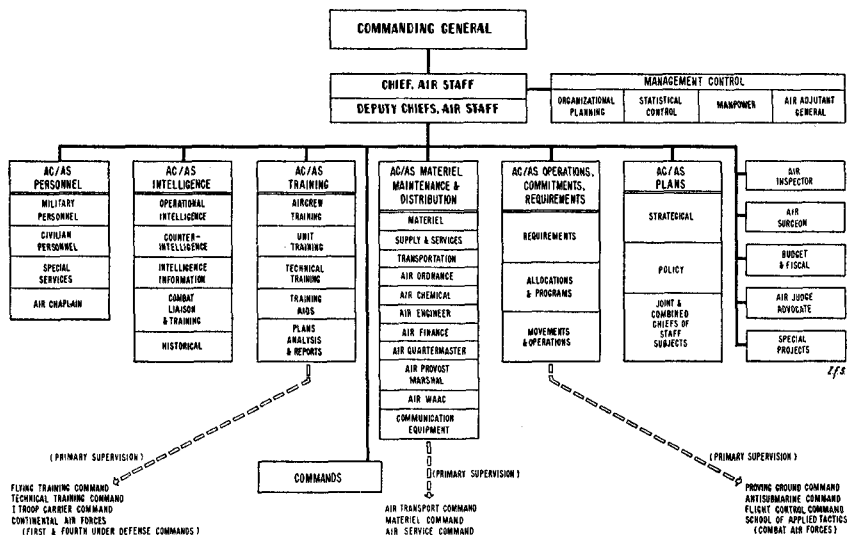 COMMANDING GENERAL
CHIEF, AIR STAFF
DEPUTY CHIEFS, AIR STAFF
MANAGEMENT CONTROL
ORGANIZATIONAL
PLANNING
STATISTICAL
CONTROL
MANPOWER
AIR ADJUTANT
GENERAL
AC/AS
PERSONNEL
MILITARY
PERSONNEL
CIVILIAN
PERSONNEL
SPECIAL
SERVICES
AIR CHAPLAIN
AC/AS
INTELLIGENCE
OPERATIONAL
INTELLIGENCE
COUNTER-
INTELLIGENCE
INTELLIGENCE
INFORMATION
COMBAT
LIAISON
& TRAINING
HISTORICAL
AC/AS
TRAINING
AIRCREW
TRAINING
UNIT
TRAINING
TECHNICAL
TRAINING
TRAINING
AIDS
PLANS
ANALYSIS
& REPORTS
AC/AS MATERIEL
MAINTENANCE &
DISTRIBUTION
MATERIEL
SUPPLY & SERVICES
TRANSPORTATION
AIR ORDNANCE
AIR CHEMICAL
AIR ENGINEER
AIR FINANCE
AIR QUARTERMASTER
AIR PROVOST
MARSHAL
AIR WAAC
COMMUNICATION
EQUIPMENT
AC/AS OPERATIONS,
COMMITMENTS,
REQUIREMENTS
REQUIREMENTS
ALLOCATIONS
& PROGRAMS
MOVEMENTS
& OPERATIONS
AC/AS
PLANS
STRATEGICAL
POLICY
JOINT &
COMBINED
CHIEFS OF
STAFF
SUBJECTS
AIR
INSPECTOR
AIR
SURGEON
BUDGET
& FISCAL
AIR JUDGE
ADVOCATE
SPECIAL
PROJECTS
(PRIMARY SUPERVISION)
FLYING TRAINING COMMAND
TECHNICAL TRAINING COMMAND
I TROOP CARRIER COMMAND
CONTINENTAL AIR FORCES
(FIRST & FOURTH UNDER DEFENSE COMMANDS)
COMMANDS
(PRIMARY SUPERVISION)
AIR TRANSPORT COMMAND
MATERIEL COMMAND
AIR SERVICE COMMAND
(PRIMARY SUPERVISION)
PROVING GROUND COMMAND
ANTISUBMARINE COMMAND
FLIGHT CONTROL COMMAND
SCHOOL OF APPLIED TACTICS
(COMBAT AIR FORCES)